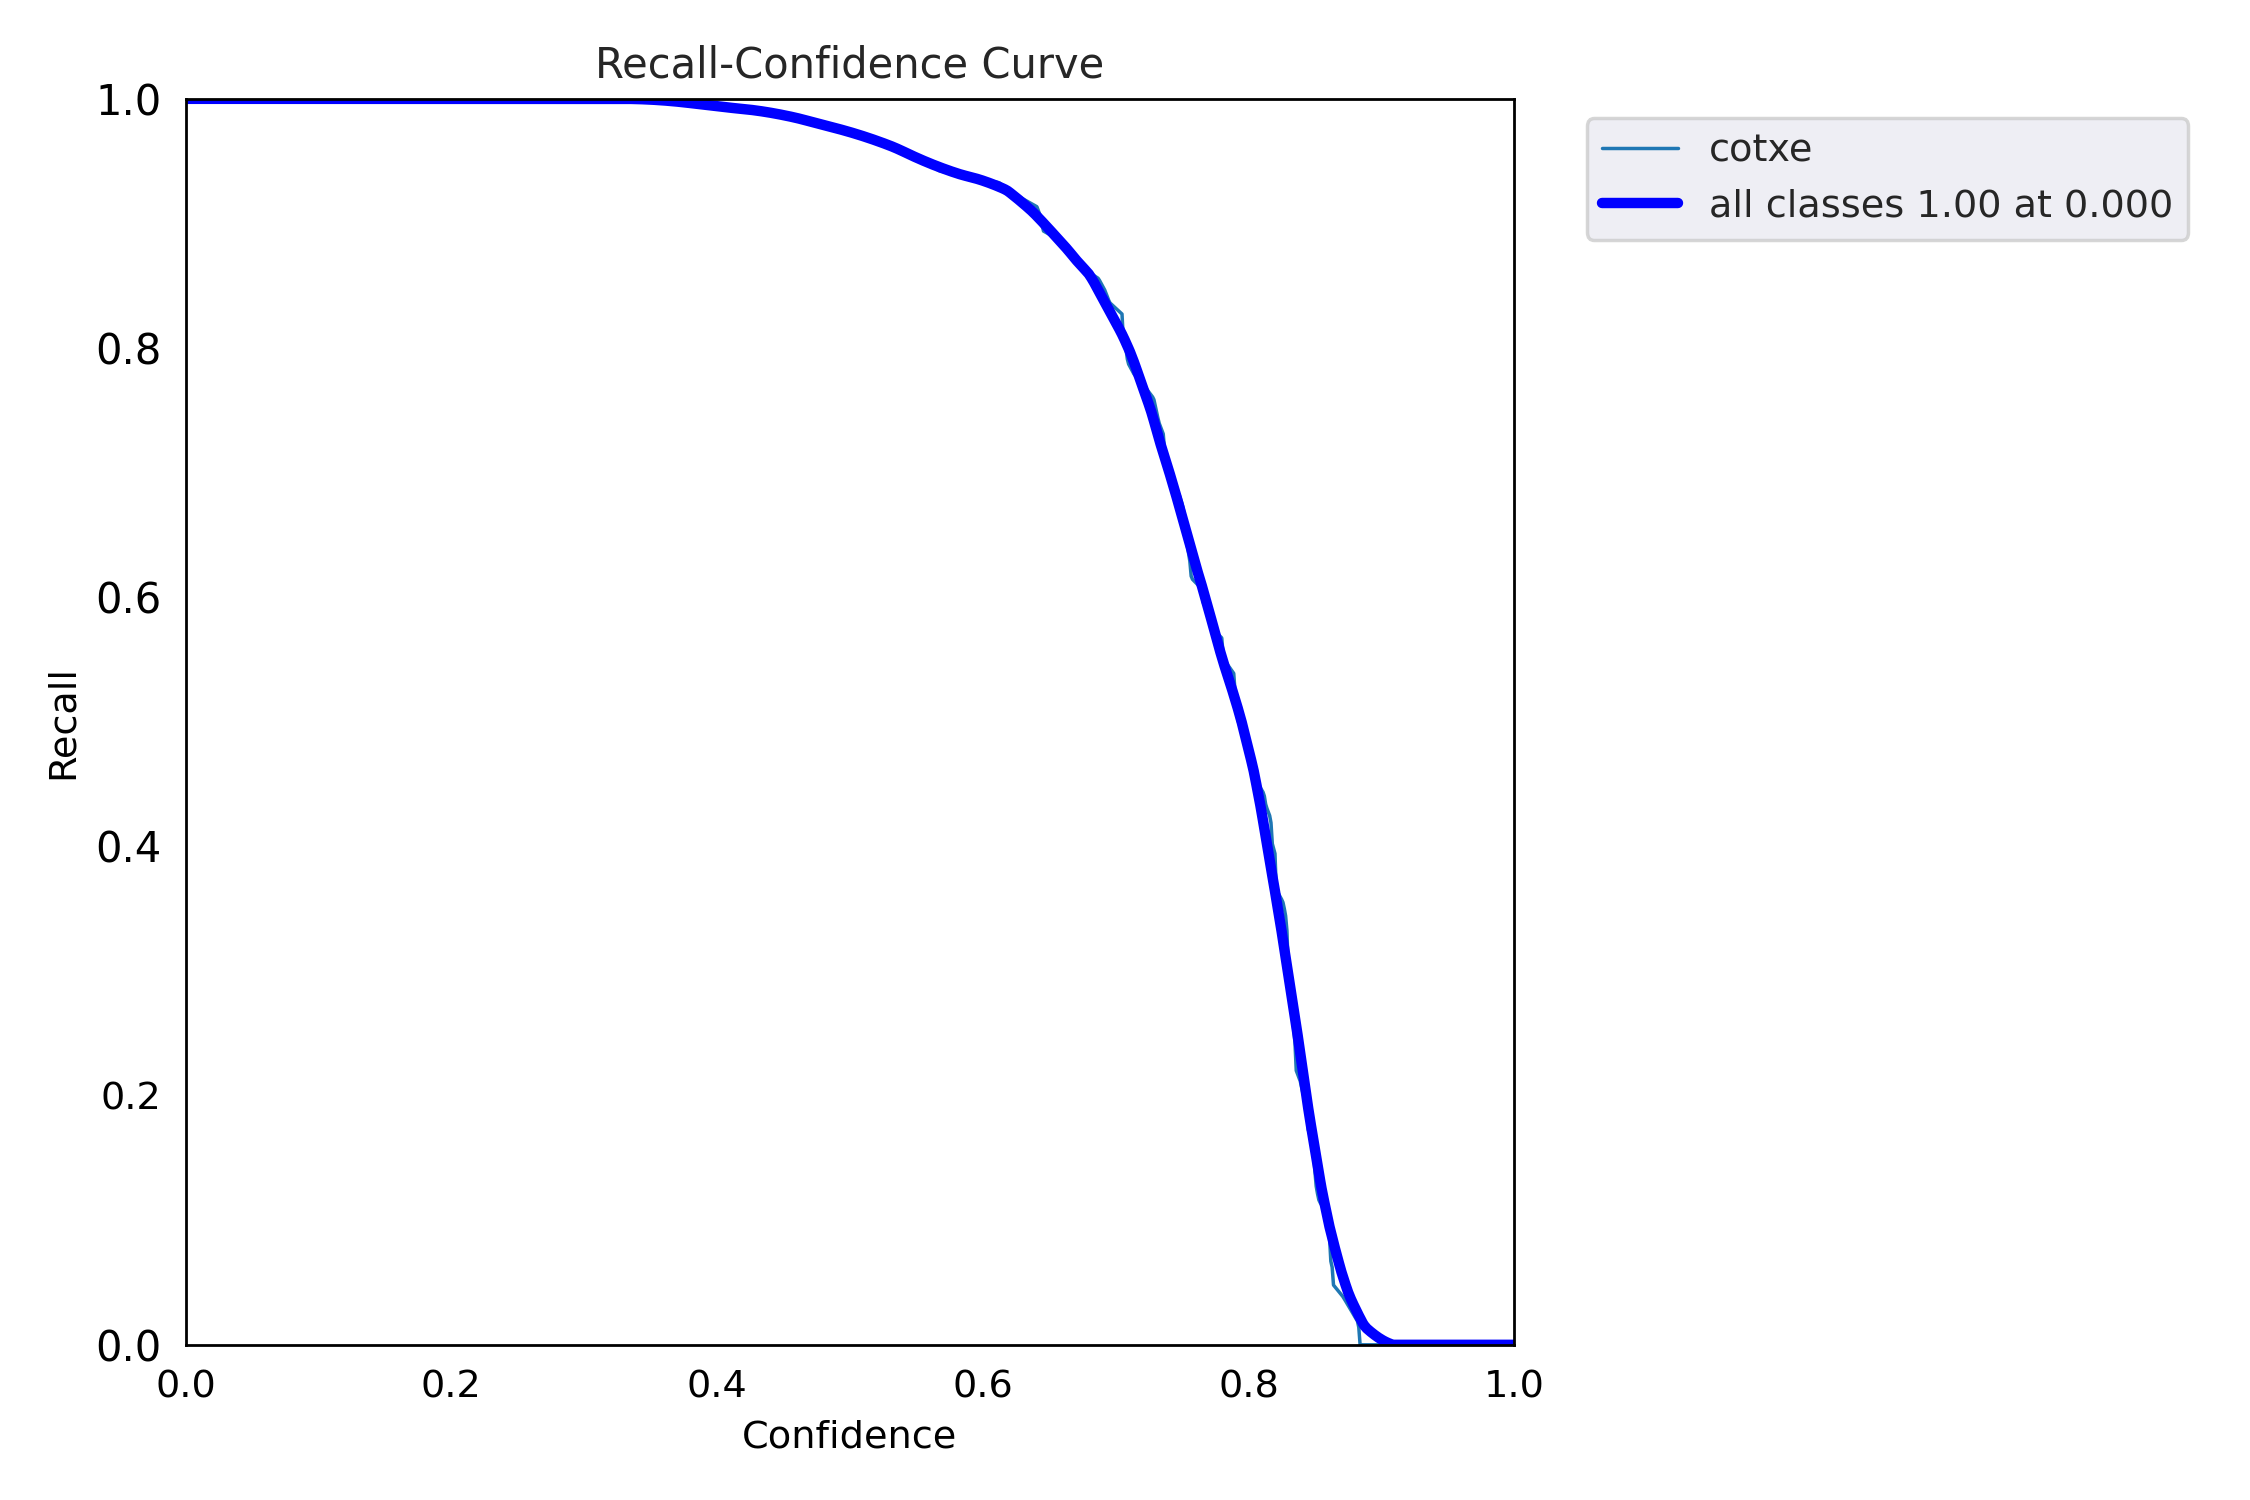 Recall-Confidence Curve
1.0
0.8
0.6
0.4
0.2
0.0
Recall
0.0 0.2 0.4 0.6 0.8 1.0
Confidence
cotxe
all classes 1.00 at 0.000